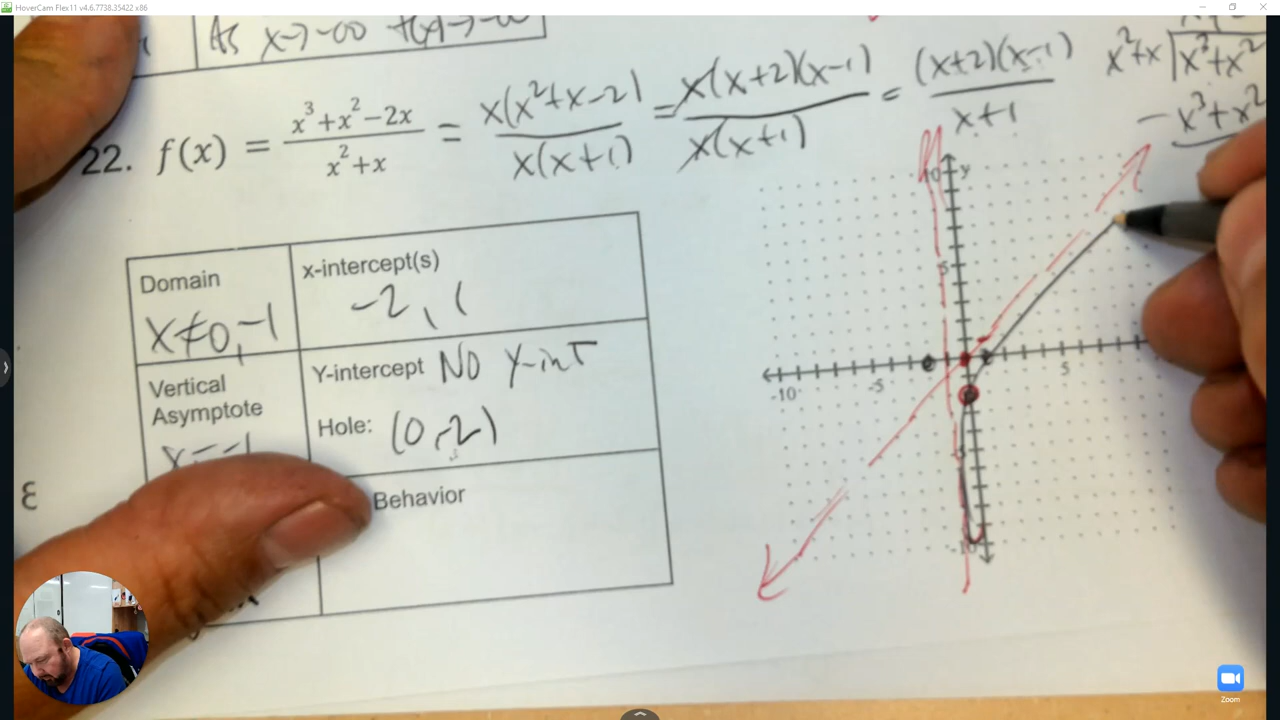 HoverCam Flex11 v4.6.7738.35422 x86
As x→-∞ f(x)→-∞
22. f(x) = x³+x²-2x / x²+x = x(x²+x-2) / x(x+1) = x(x+2)(x-1) / x(x+1) = (x+2)(x-1) / x+1
x²+x | x³+x²
- x³+x²
Domain
x≠0,-1
x-intercept(s)
-2, 1
Vertical
Asymptote
x=-1
Y-intercept NO Y-int
Hole: (0,-2)
Behavior
10 y
5
-10 -5 5
-10
Zoom